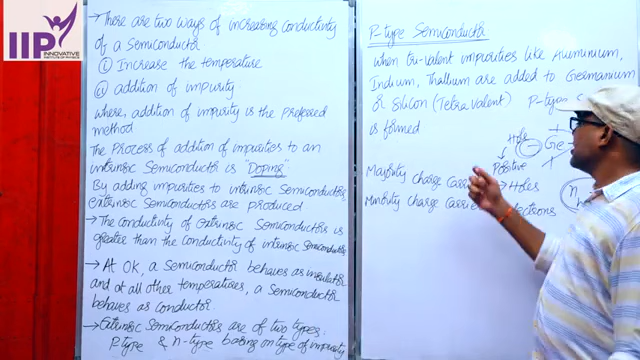 IIP
INNOVATIVE
INSTITUTE OF PHYSICS
→ There are two ways of increasing conductivity
of a Semiconductor
(i) Increase the temperature
(ii) addition of impurity
where, addition of impurity is the Preferred
method
The Process of addition of impurities to an
intrinsic Semiconductor is "Doping"
By adding impurities to intrinsic Semiconductors,
extrinsic Semiconductors are produced
→ The Conductivity of extrinsic Semiconductor is
greater than the conductivity of intrinsic Semiconductors
→ At 0K, a Semiconductor behaves as insulator
and at all other temperatures, a Semiconductor
behaves as conductor.
→ Extrinsic Semiconductors are of two types:
P-type & n-type basing on type of impurity
P-type Semiconductor
When tri-valent impurities like Aluminium,
Indium, Thallium are added to Germanium
or Silicon (Tetra Valent) P-type
is formed
Hole
Ge
Positive
Majority charge Holes
Minority charge
n